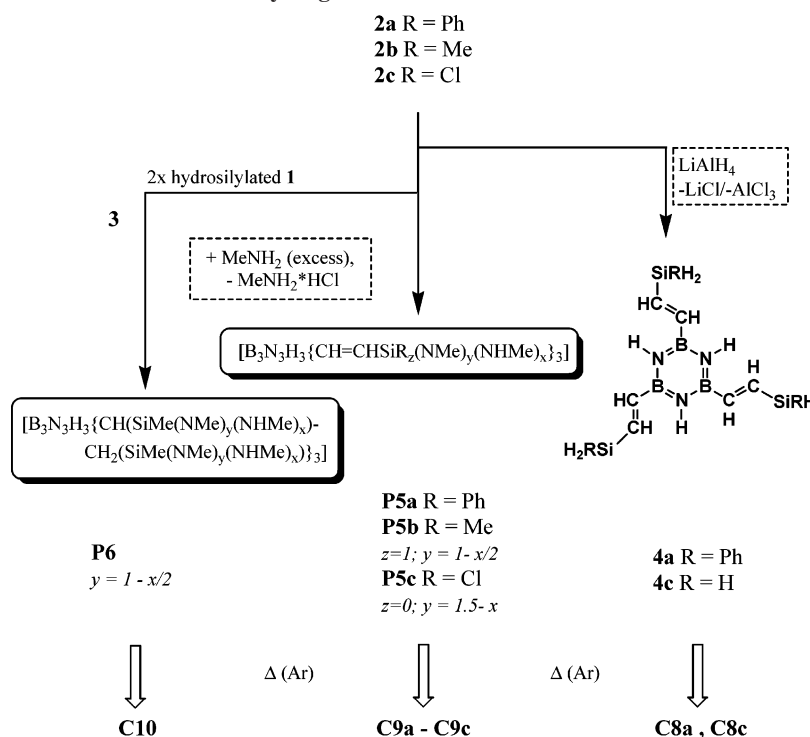 2a R = Ph
2b R = Me
2c R = Cl
2x hydrosilylated 1
3
LiAlH4
-LiCl/-AlCl3
+ MeNH2 (excess),
- MeNH2*HCl
[B3N3H3{CH=CHSiRz(NMe)y(NHMe)x}3]
[B3N3H3{CH(SiMe(NMe)y(NHMe)x)-
CH2(SiMe(NMe)y(NHMe)x)}3]
SiRH2
HC
CH
H B H
N N H
HC B B SiRH
CH N H
H2RSi H
P6
y = 1 - x/2
P5a R = Ph
P5b R = Me
z=1; y = 1- x/2
P5c R = Cl
z=0; y = 1.5- x
4a R = Ph
4c R = H
Δ (Ar) Δ (Ar)
C10 C9a - C9c C8a , C8c